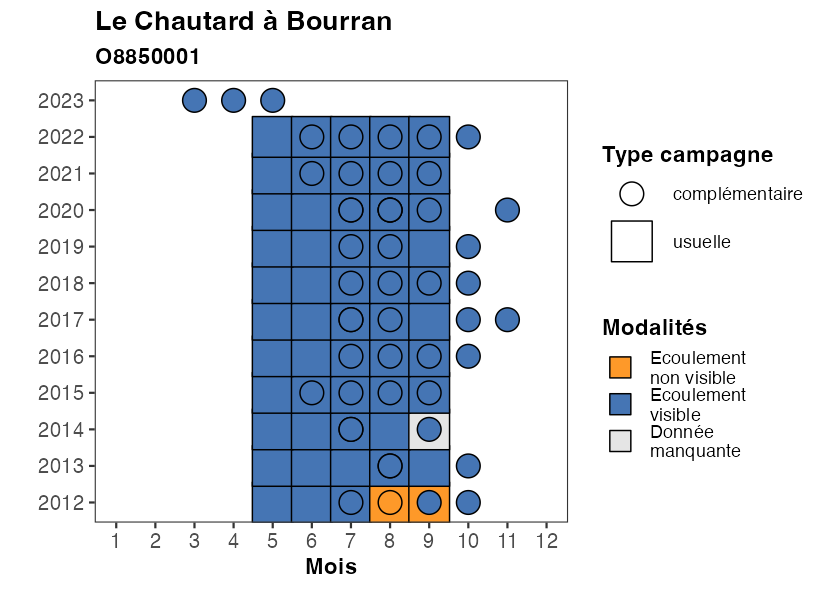 Le Chautard à Bourran
O8850001
2023
2022
2021
2020
2019
2018
2017
2016
2015
2014
2013
2012
1 2 3 4 5 6 7 8 9 10 11 12
Mois
Type campagne
complémentaire
usuelle
Modalités
Ecoulement
non visible
Ecoulement
visible
Donnée
manquante